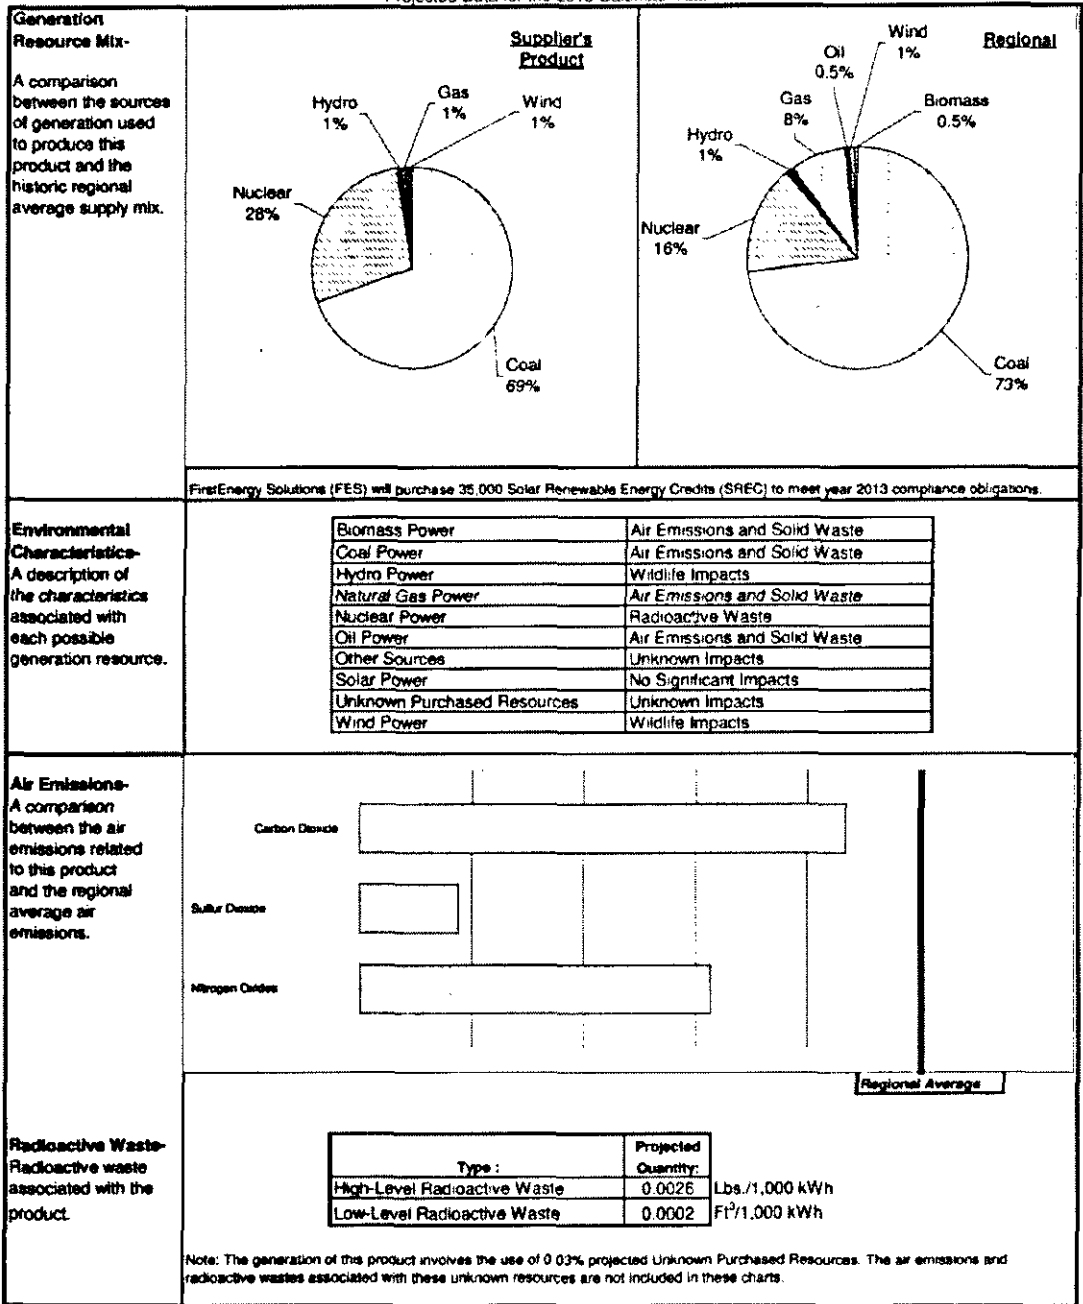 Generation
Resource Mix-
A comparison
between the sources
of generation used
to produce this
product and the
historic regional
average supply mix.
Supplier's
Product
Hydro
1%
Gas
1%
Wind
1%
Nuclear
28%
Coal
69%
Regional
Wind
1%
Oil
0.5%
Gas
8%
Biomass
0.5%
Hydro
1%
Nuclear
16%
Coal
73%
FirstEnergy Solutions (FES) will purchase 35,000 Solar Renewable Energy Credits (SREC) to meet year 2013 compliance obligations.
Environmental
Characteristics-
A description of
the characteristics
associated with
each possible
generation resource.
Biomass Power Air Emissions and Solid Waste
Coal Power Air Emissions and Solid Waste
Hydro Power Wildlife Impacts
Natural Gas Power Air Emissions and Solid Waste
Nuclear Power Radioactive Waste
Oil Power Air Emissions and Solid Waste
Other Sources Unknown Impacts
Solar Power No Significant Impacts
Unknown Purchased Resources Unknown Impacts
Wind Power Wildlife Impacts
Air Emissions-
A comparison
between the air
emissions related
to this product
and the regional
average air
emissions.
Carbon Dioxide
Sulfur Dioxide
Nitrogen Oxides
Regional Average
Radioactive Waste-
Radioactive waste
associated with the
product.
Type : Projected Quantity:
High-Level Radioactive Waste 0.0026 Lbs./1,000 kWh
Low-Level Radioactive Waste 0.0002 Ft³/1,000 kWh
Note: The generation of this product involves the use of 0.03% projected Unknown Purchased Resources. The air emissions and
radioactive wastes associated with these unknown resources are not included in these charts.